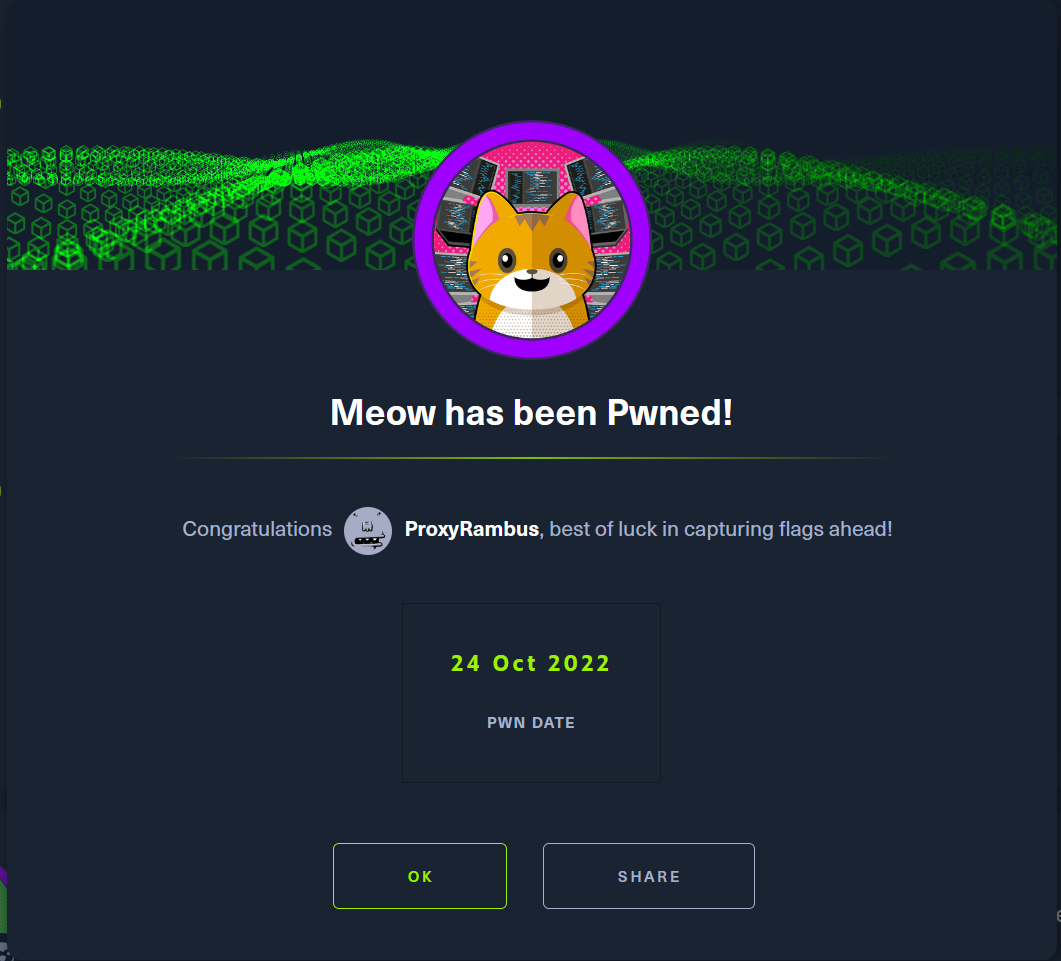 Meow has been Pwned!
Congratulations ProxyRambus, best of luck in capturing flags ahead!
24 Oct 2022
PWN DATE
OK
SHARE